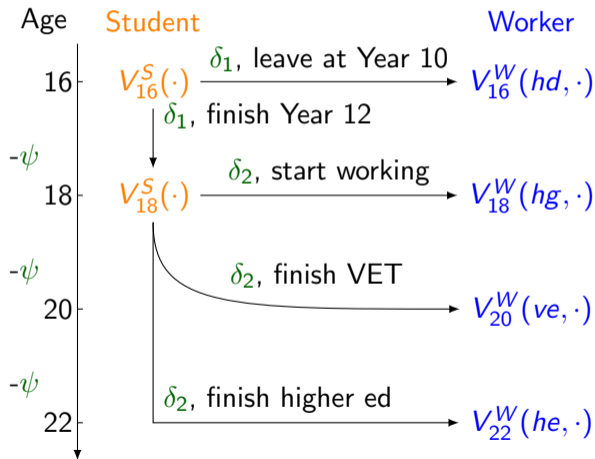 Age Student Worker
16 V^S_16(·) δ1, leave at Year 10 V^W_16(hd, ·)
δ1, finish Year 12
-ψ
18 V^S_18(·) δ2, start working V^W_18(hg, ·)
-ψ δ2, finish VET
20 V^W_20(ve, ·)
-ψ δ2, finish higher ed
22 V^W_22(he, ·)